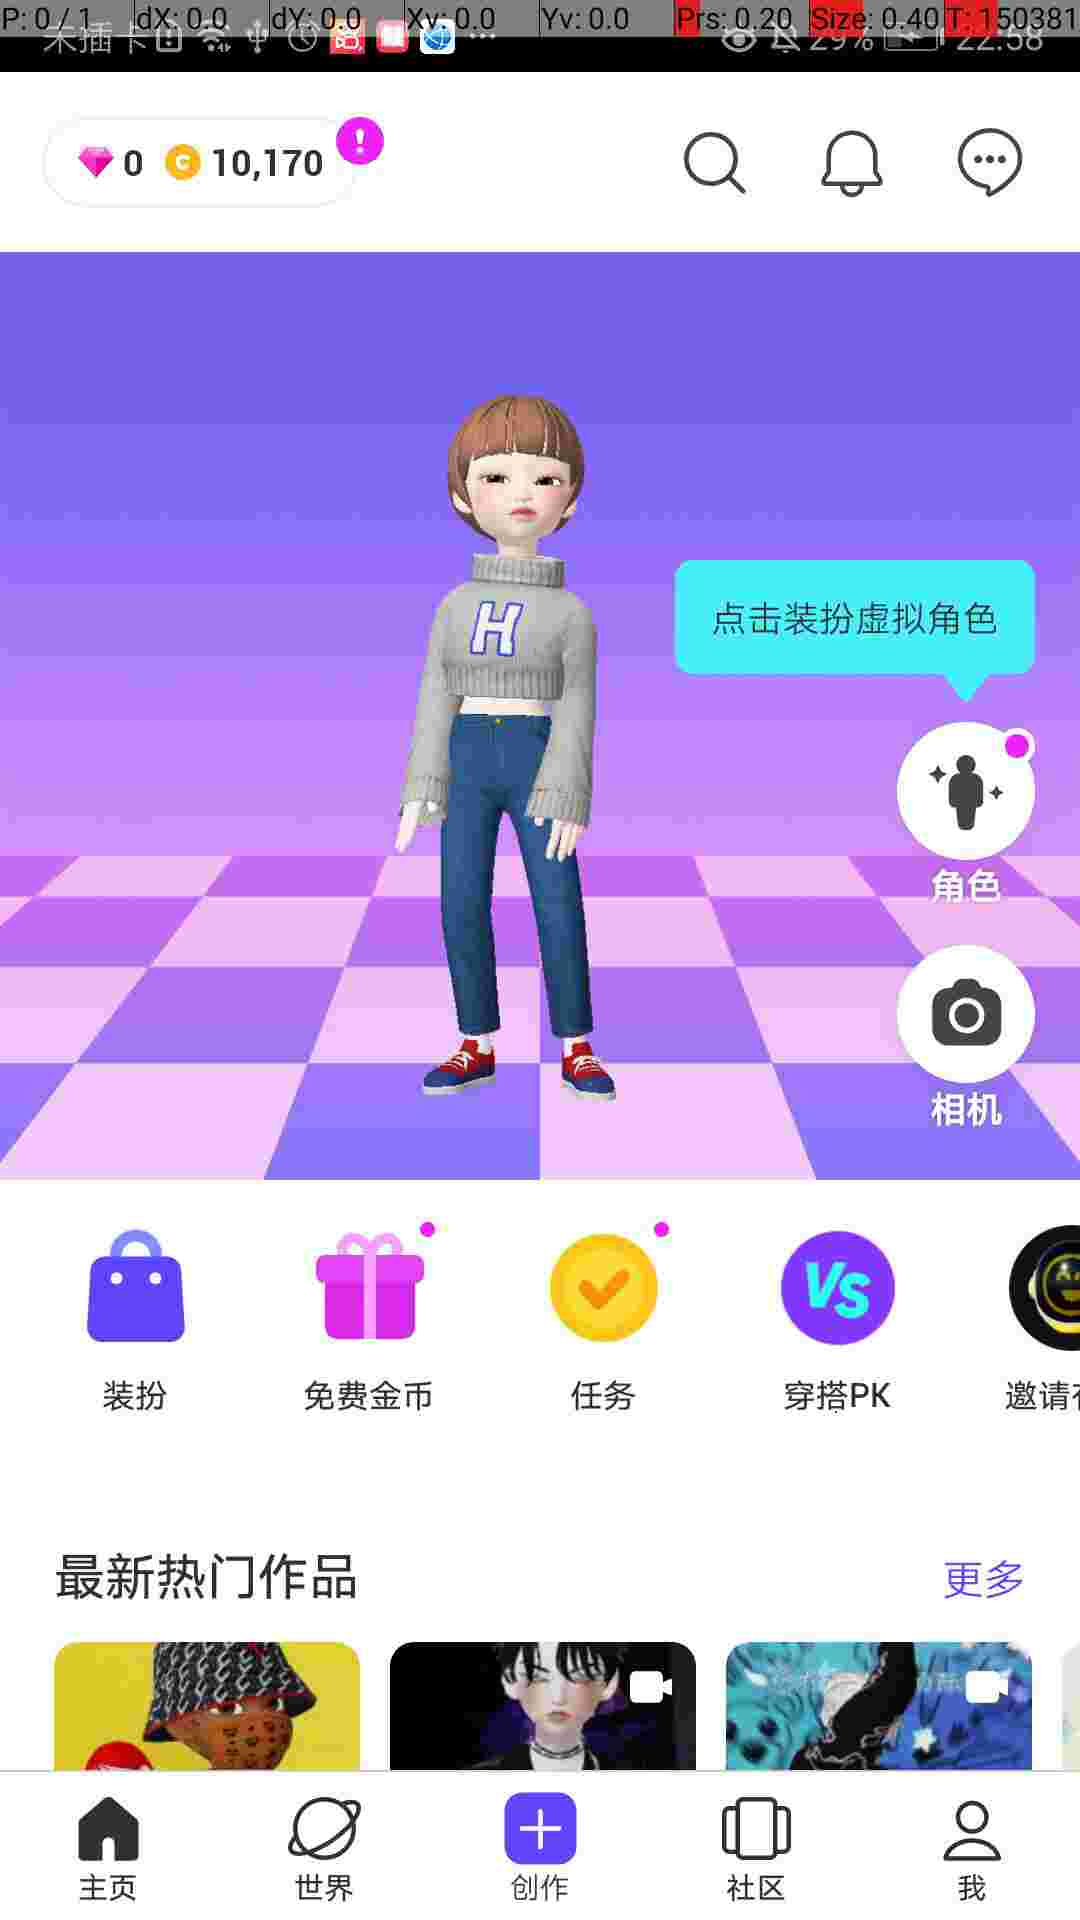 P: 0 / 1 dX: 0.0 dY: 0.0 Xv: 0.0 Yv: 0.0 Prs: 0.20 Size: 0.40 T: 150381
未插卡 29% 22:58
0 C 10,170 !
H
点击装扮虚拟角色
角色
相机
VS
装扮 免费金币 任务 穿搭PK 邀请
最新热门作品 更多
主页 世界 创作 社区 我